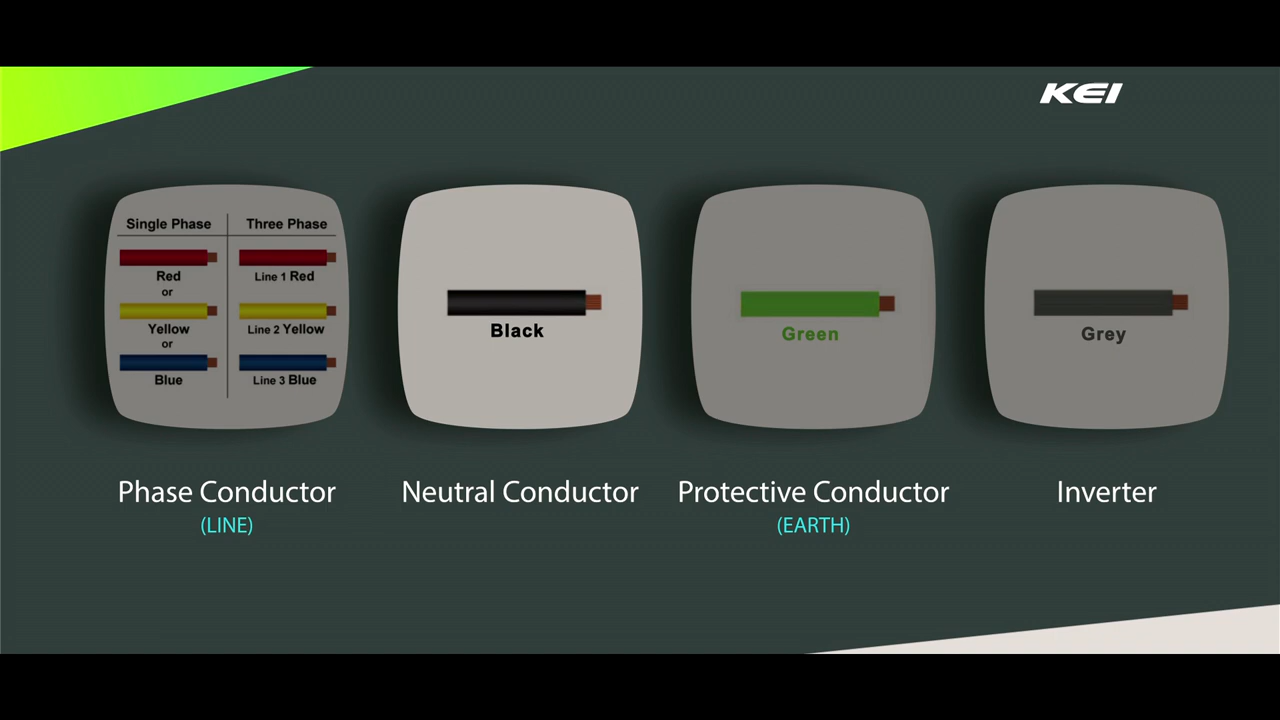 KEI
Single Phase
Three Phase
Red
or
Yellow
or
Blue
Line 1 Red
Line 2 Yellow
Line 3 Blue
Black
Green
Grey
Phase Conductor
(LINE)
Neutral Conductor
Protective Conductor
(EARTH)
Inverter